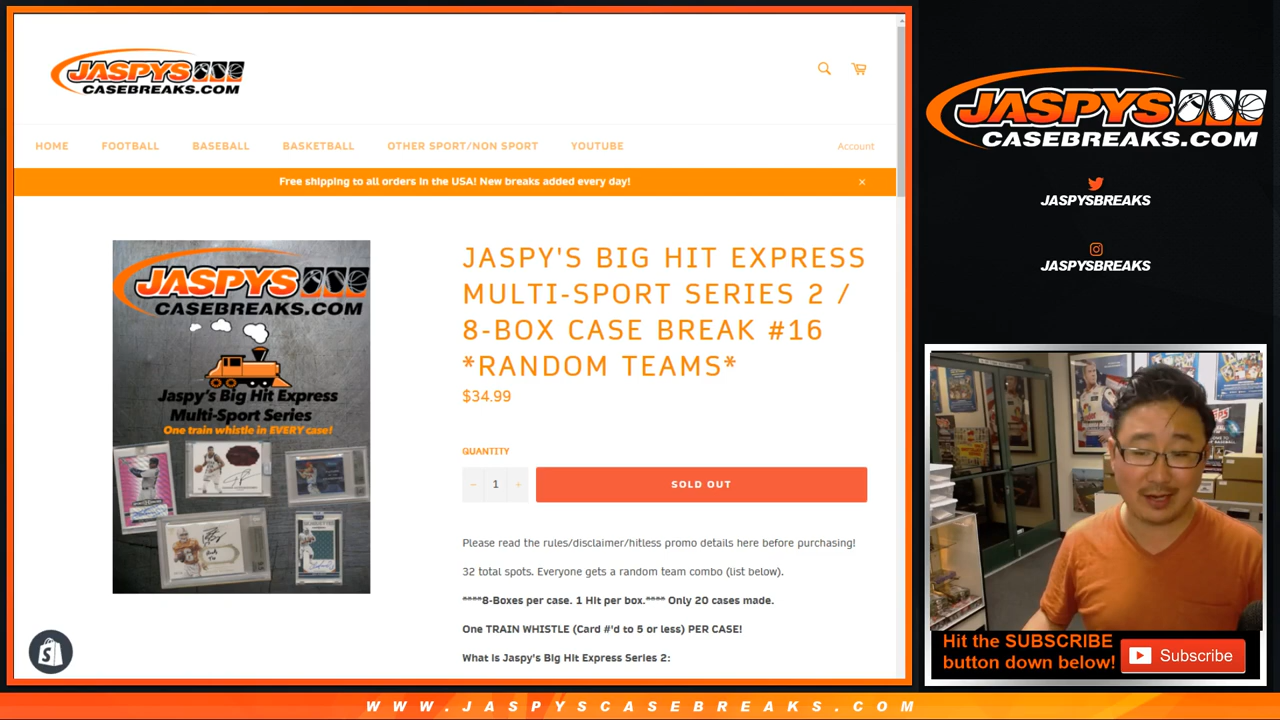 JASPYS
CASEBREAKS.COM
HOME FOOTBALL BASEBALL BASKETBALL OTHER SPORT/NON SPORT YOUTUBE Account
Free shipping to all orders in the USA! New breaks added every day! ×
JASPYS
CASEBREAKS.COM
Jaspy's Big Hit Express
Multi-Sport Series
One train whistle in EVERY case!
JASPY'S BIG HIT EXPRESS
MULTI-SPORT SERIES 2 /
8-BOX CASE BREAK #16
*RANDOM TEAMS*
$34.99
QUANTITY
− 1 + SOLD OUT
Please read the rules/disclaimer/hitless promo details here before purchasing!
32 total spots. Everyone gets a random team combo (list below).
****8-Boxes per case. 1 Hit per box.**** Only 20 cases made.
One TRAIN WHISTLE (Card #'d to 5 or less) PER CASE!
What is Jaspy's Big Hit Express Series 2:
JASPYS
CASEBREAKS.COM
JASPYSBREAKS
JASPYSBREAKS
Hit the SUBSCRIBE
button down below!
Subscribe
WWW.JASPYSCASEBREAKS.COM